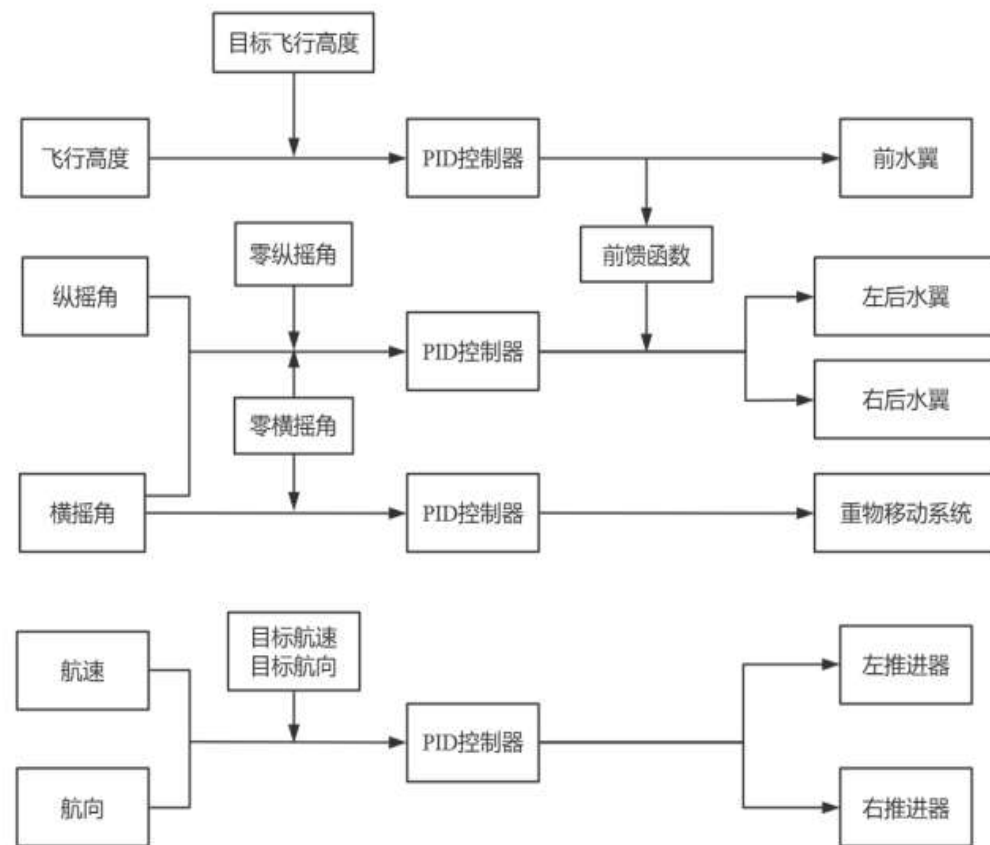 目标飞行高度
飞行高度
PID控制器
前水翼
零纵摇角
前馈函数
纵摇角
左后水翼
PID控制器
右后水翼
零横摇角
横摇角
PID控制器
重物移动系统
目标航速
目标航向
航速
左推进器
PID控制器
航向
右推进器